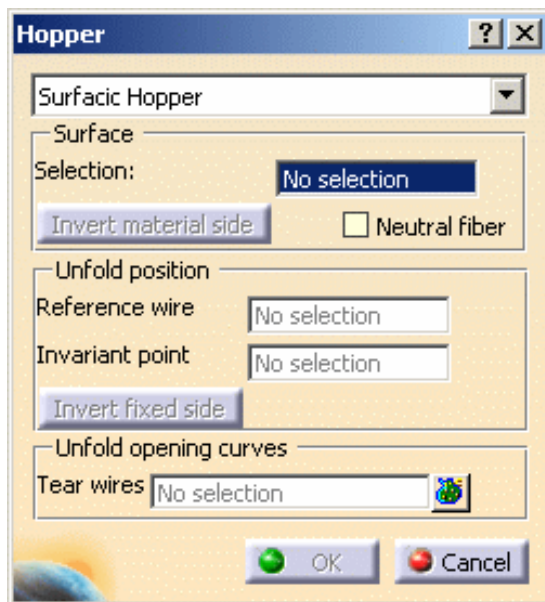 Hopper
Surfacic Hopper
Surface
Selection: No selection
Invert material side Neutral fiber
Unfold position
Reference wire No selection
Invariant point No selection
Invert fixed side
Unfold opening curves
Tear wires No selection
OK Cancel